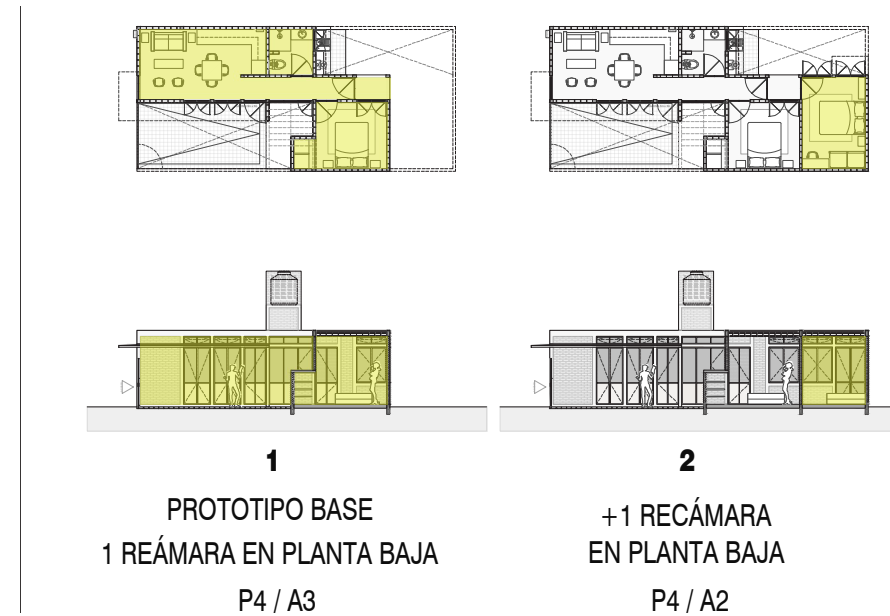 1
PROTOTIPO BASE
1 REÁMARA EN PLANTA BAJA
P4 / A3
2
+1 RECÁMARA
EN PLANTA BAJA
P4 / A2